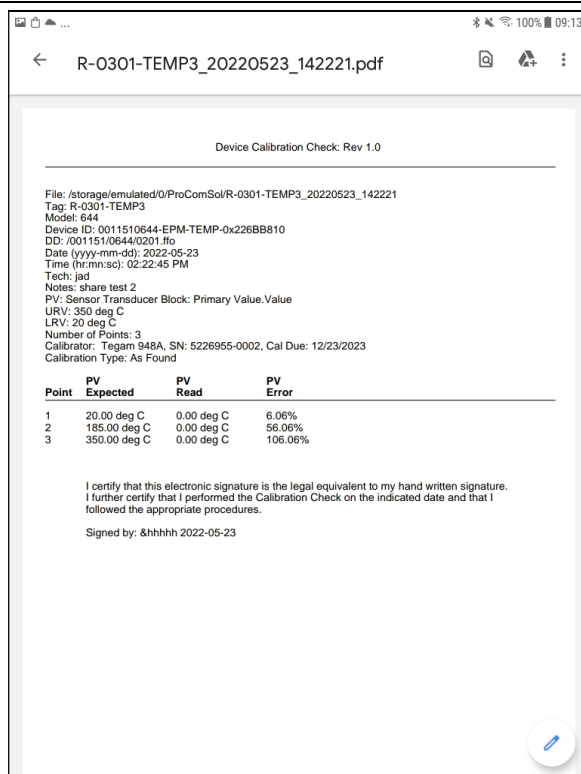 ... 100% 09:13
R-0301-TEMP3_20220523_142221.pdf
Device Calibration Check: Rev 1.0
File: /storage/emulated/0/ProComSol/R-0301-TEMP3_20220523_142221
Tag: R-0301-TEMP3
Model: 644
Device ID: 0011510644-EPM-TEMP-0x226BB810
DD: /001151/0644/0201.ffo
Date (yyyy-mm-dd): 2022-05-23
Time (hr:mn:sc): 02:22:45 PM
Tech: jad
Notes: share test 2
PV: Sensor Transducer Block: Primary Value.Value
URV: 350 deg C
LRV: 20 deg C
Number of Points: 3
Calibrator: Tegam 948A, SN: 5226955-0002, Cal Due: 12/23/2023
Calibration Type: As Found
PV PV PV
Point Expected Read Error
1 20.00 deg C 0.00 deg C 6.06%
2 185.00 deg C 0.00 deg C 56.06%
3 350.00 deg C 0.00 deg C 106.06%
I certify that this electronic signature is the legal equivalent to my hand written signature.
I further certify that I performed the Calibration Check on the indicated date and that I
followed the appropriate procedures.
Signed by: &hhhhh 2022-05-23